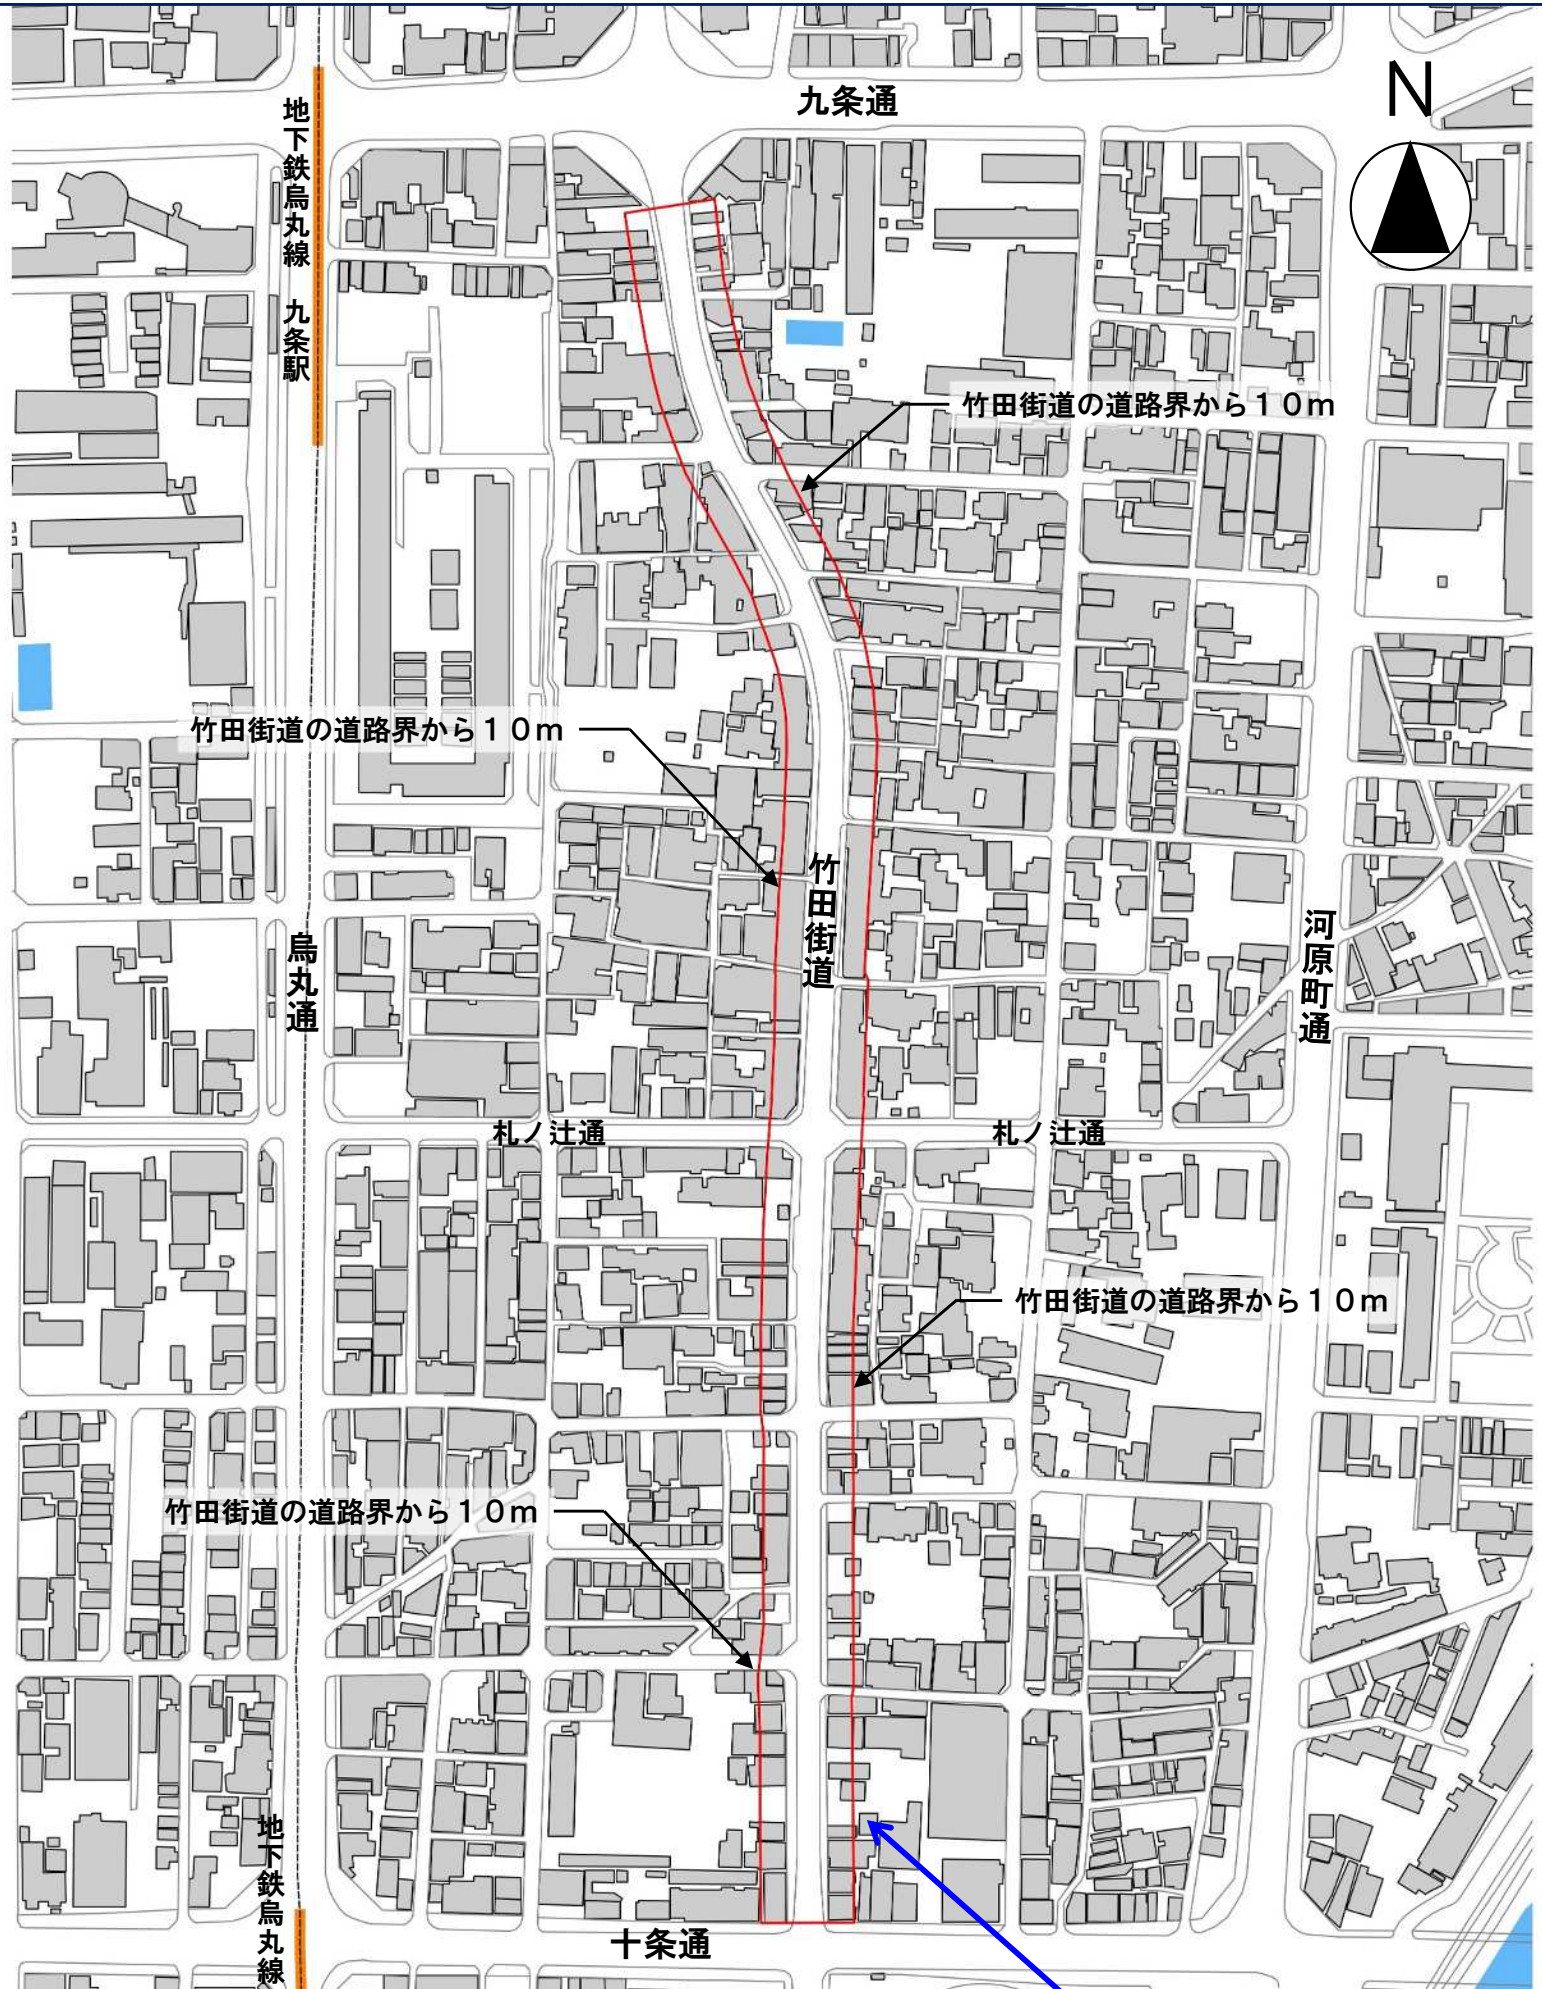 九条通
N
地下鉄烏丸線 九条駅
竹田街道の道路界から１０ｍ
竹田街道の道路界から１０ｍ
竹田街道
烏丸通
河原町通
札ノ辻通
札ノ辻通
竹田街道の道路界から１０ｍ
竹田街道の道路界から１０ｍ
地下鉄烏丸線
十条通